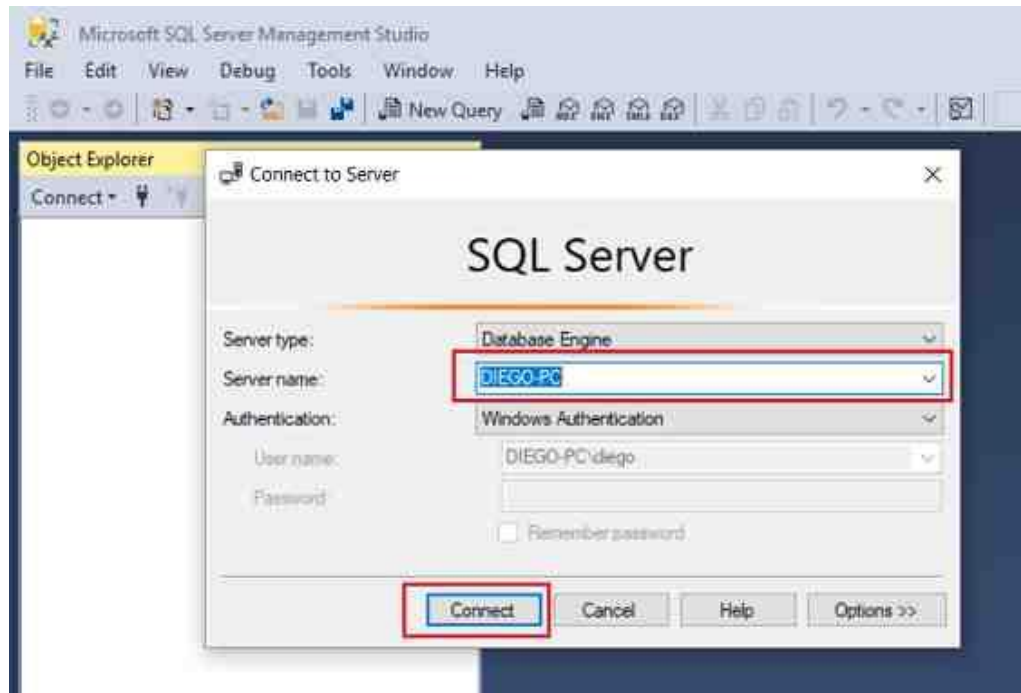 Microsoft SQL Server Management Studio
File Edit View Debug Tools Window Help
New Query
Object Explorer
Connect
Connect to Server
SQL Server
Server type: Database Engine
Server name: DIEGO-PC
Authentication: Windows Authentication
User name: DIEGO-PC\diego
Password:
Remember password
Connect Cancel Help Options >>